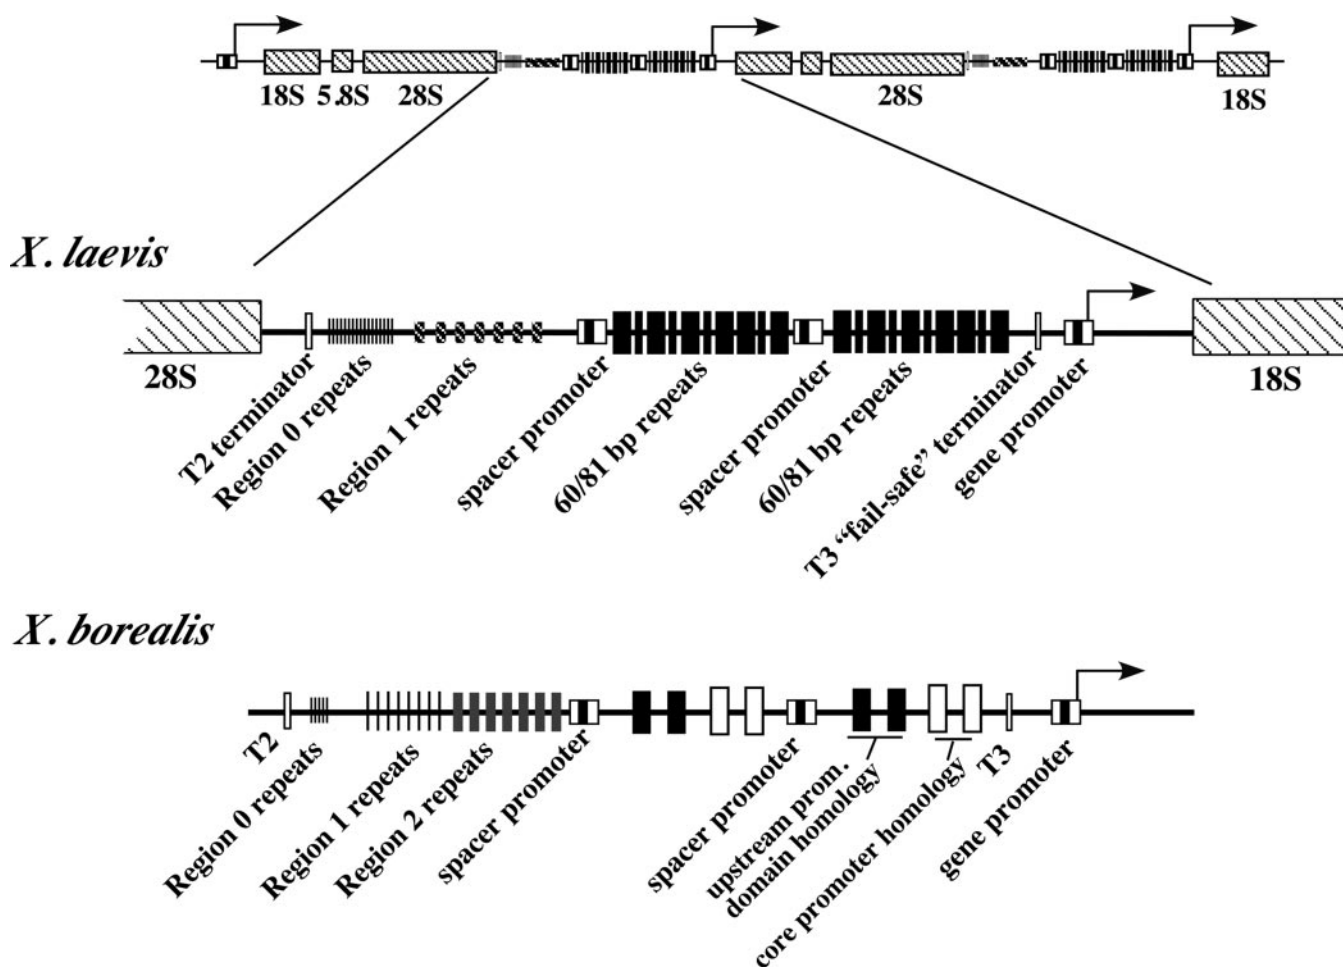 18S 5.8S 28S 28S 18S
X. laevis
28S 18S
T2 terminator
Region 0 repeats
Region 1 repeats
spacer promoter
60/81 bp repeats
spacer promoter
60/81 bp repeats
T3 “fail-safe” terminator
gene promoter
X. borealis
T2
Region 0 repeats
Region 1 repeats
Region 2 repeats
spacer promoter
spacer promoter
upstream prom.
domain homology
core promoter homology
T3
gene promoter